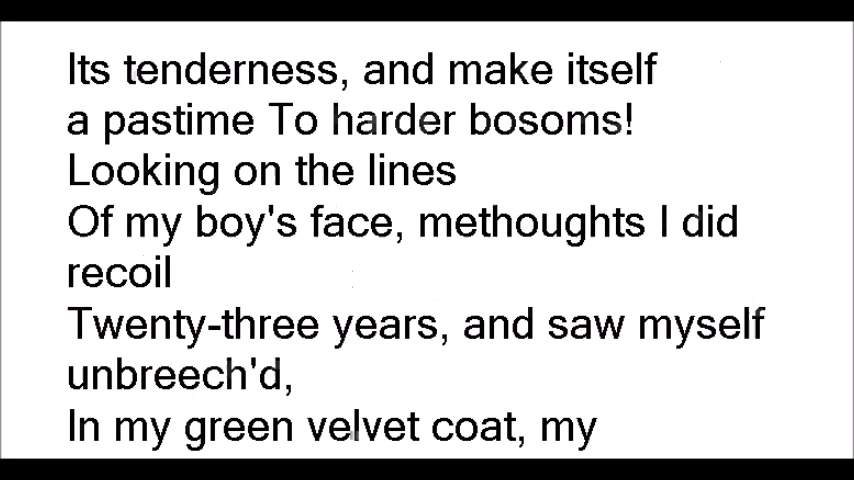 Its tenderness, and make itself
a pastime To harder bosoms!
Looking on the lines
Of my boy's face, methoughts I did
recoil
Twenty-three years, and saw myself
unbreech'd,
In my green velvet coat, my